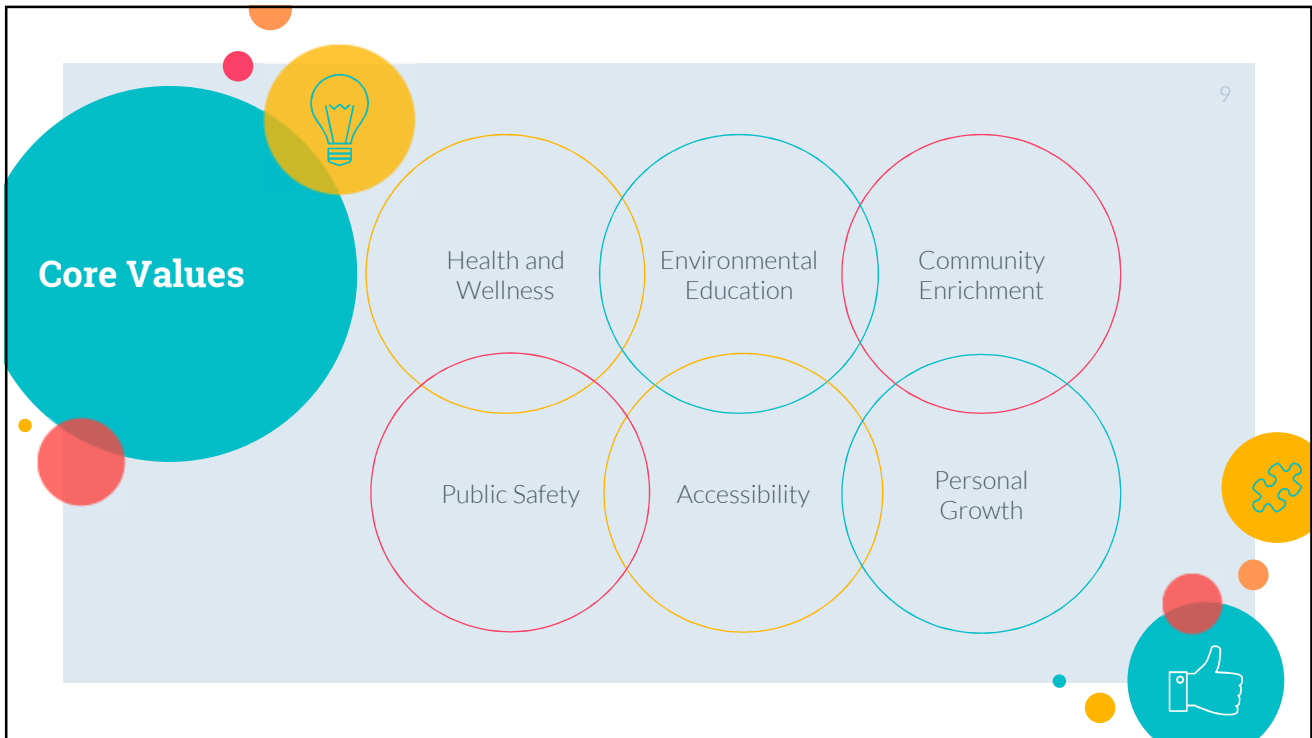 9
Core Values
Health and
Wellness
Environmental
Education
Community
Enrichment
Public Safety
Accessibility
Personal
Growth